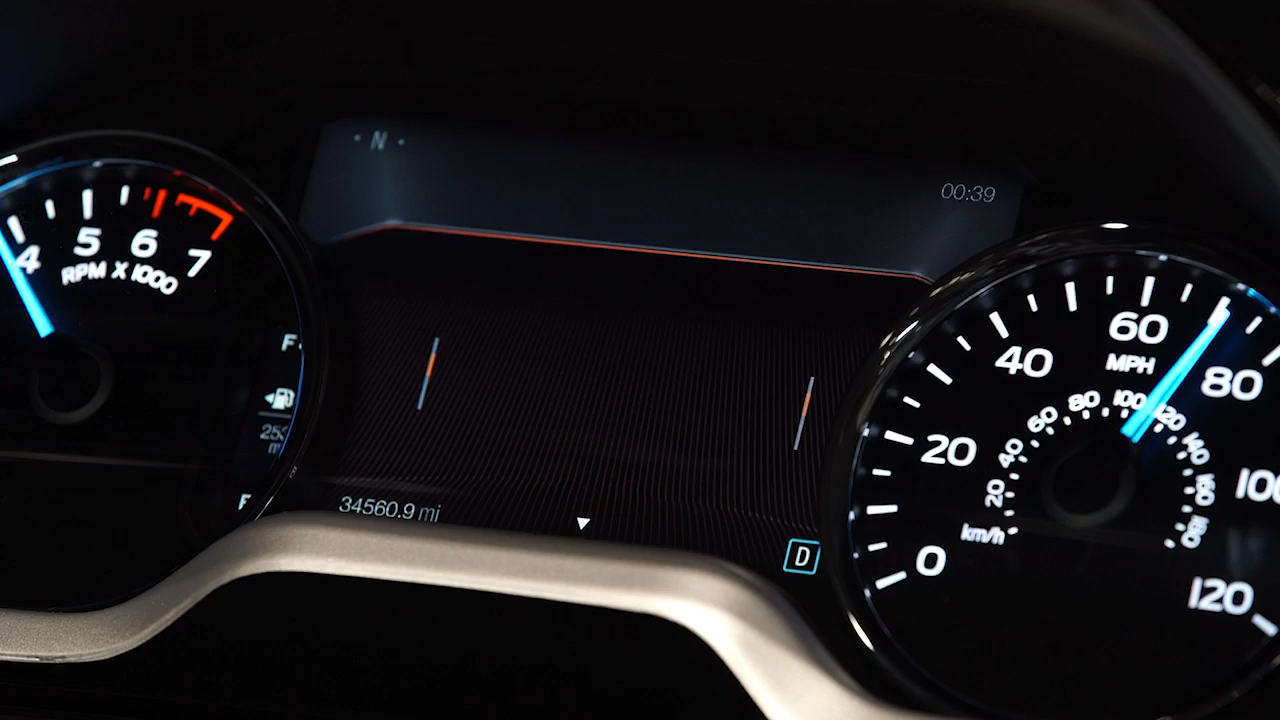 N
00:39
4 5 6 7
RPM X 1000
F
34560.9 mi
D
0 20 40 60 80 100 120
MPH
20 40 60 80 100 120 140 160 180
km/h